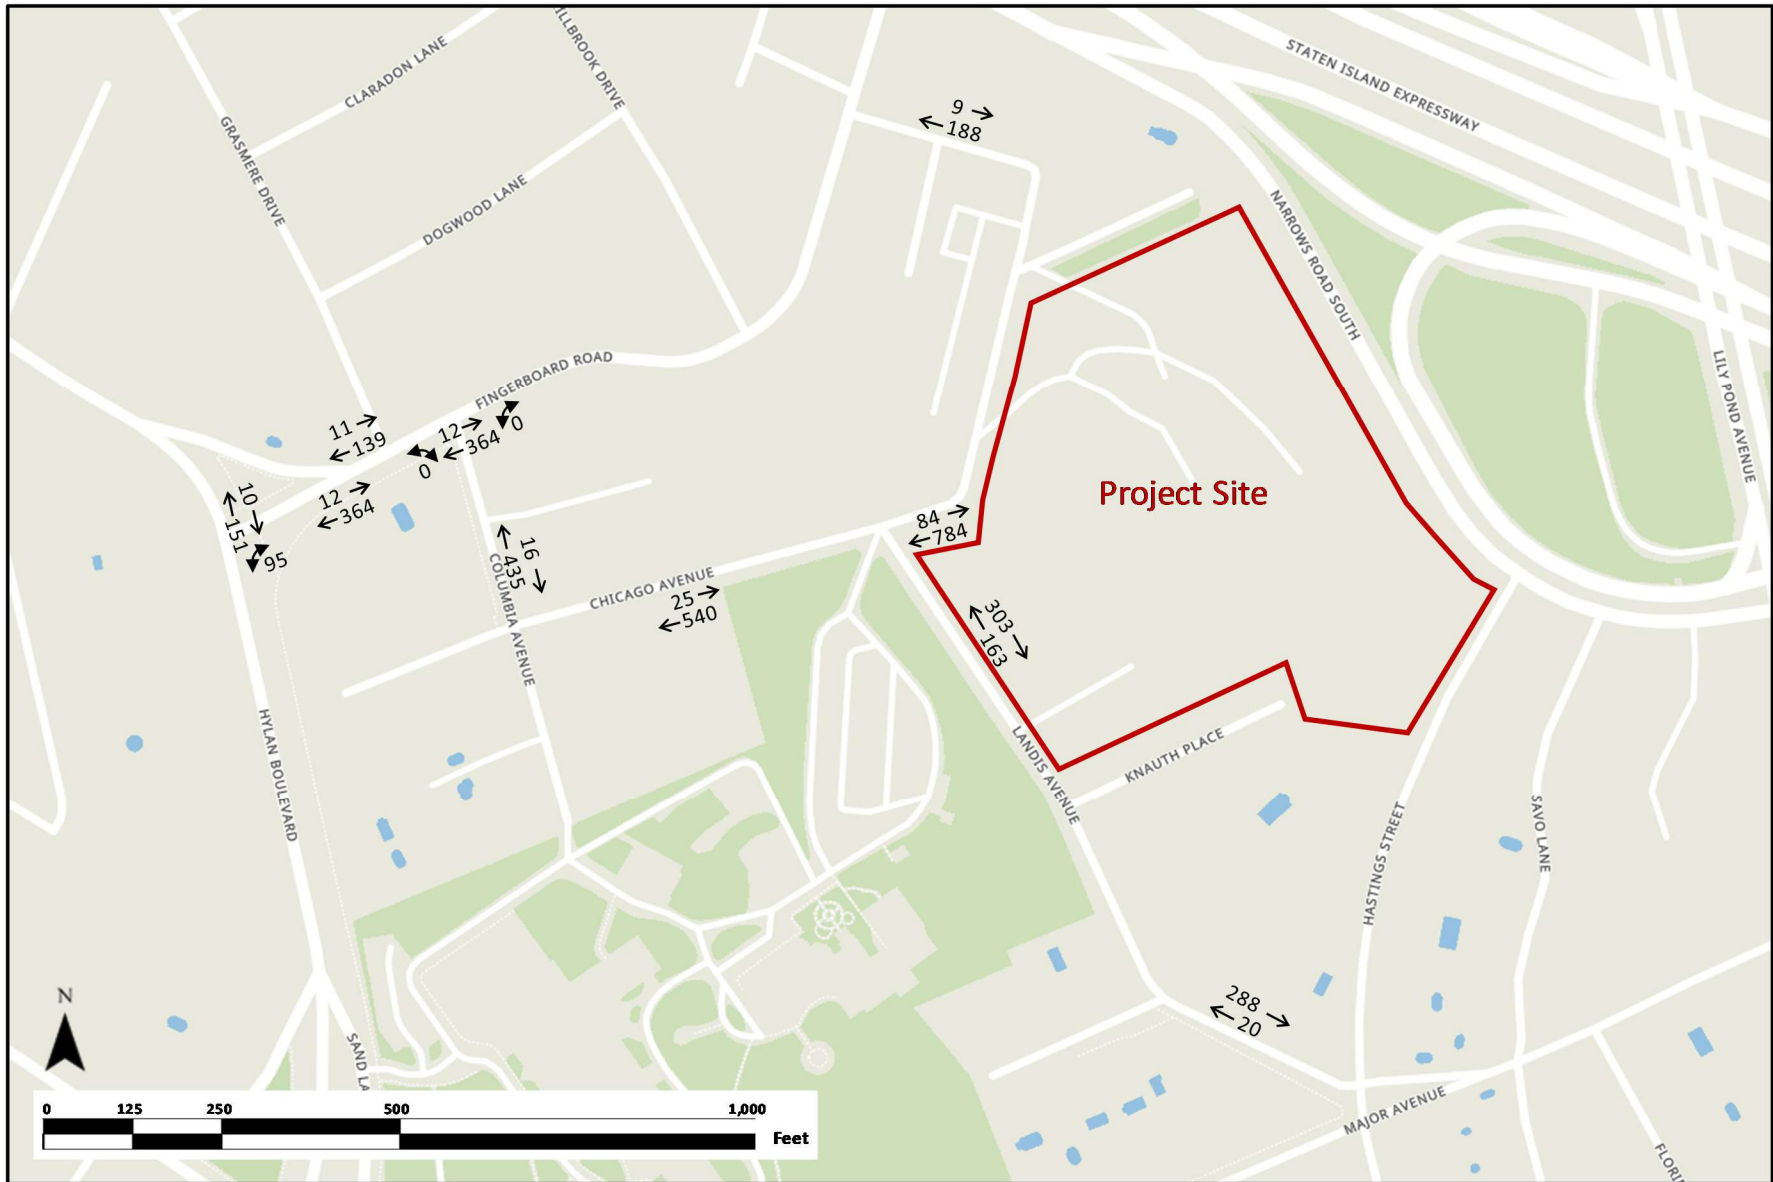 STATEN ISLAND EXPRESSWAY
CLARADON LANE
ILLBROOK DRIVE
9 →
← 188
GRASMERE DRIVE
DOGWOOD LANE
NARROWS ROAD SOUTH
LILY POND AVENUE
FINGERBOARD ROAD
11 →
← 139
12 →
← 364
0
0
12 →
← 364
10
151
95
Project Site
84 →
← 784
16
435
COLUMBIA AVENUE
CHICAGO AVENUE
25 →
← 540
303
163
LANDIS AVENUE
KNAUTH PLACE
HYLAN BOULEVARD
HASTINGS STREET
SAVO LANE
288
20
N
SAND LA
MAJOR AVENUE
FLORI
0 125 250 500 1,000
Feet